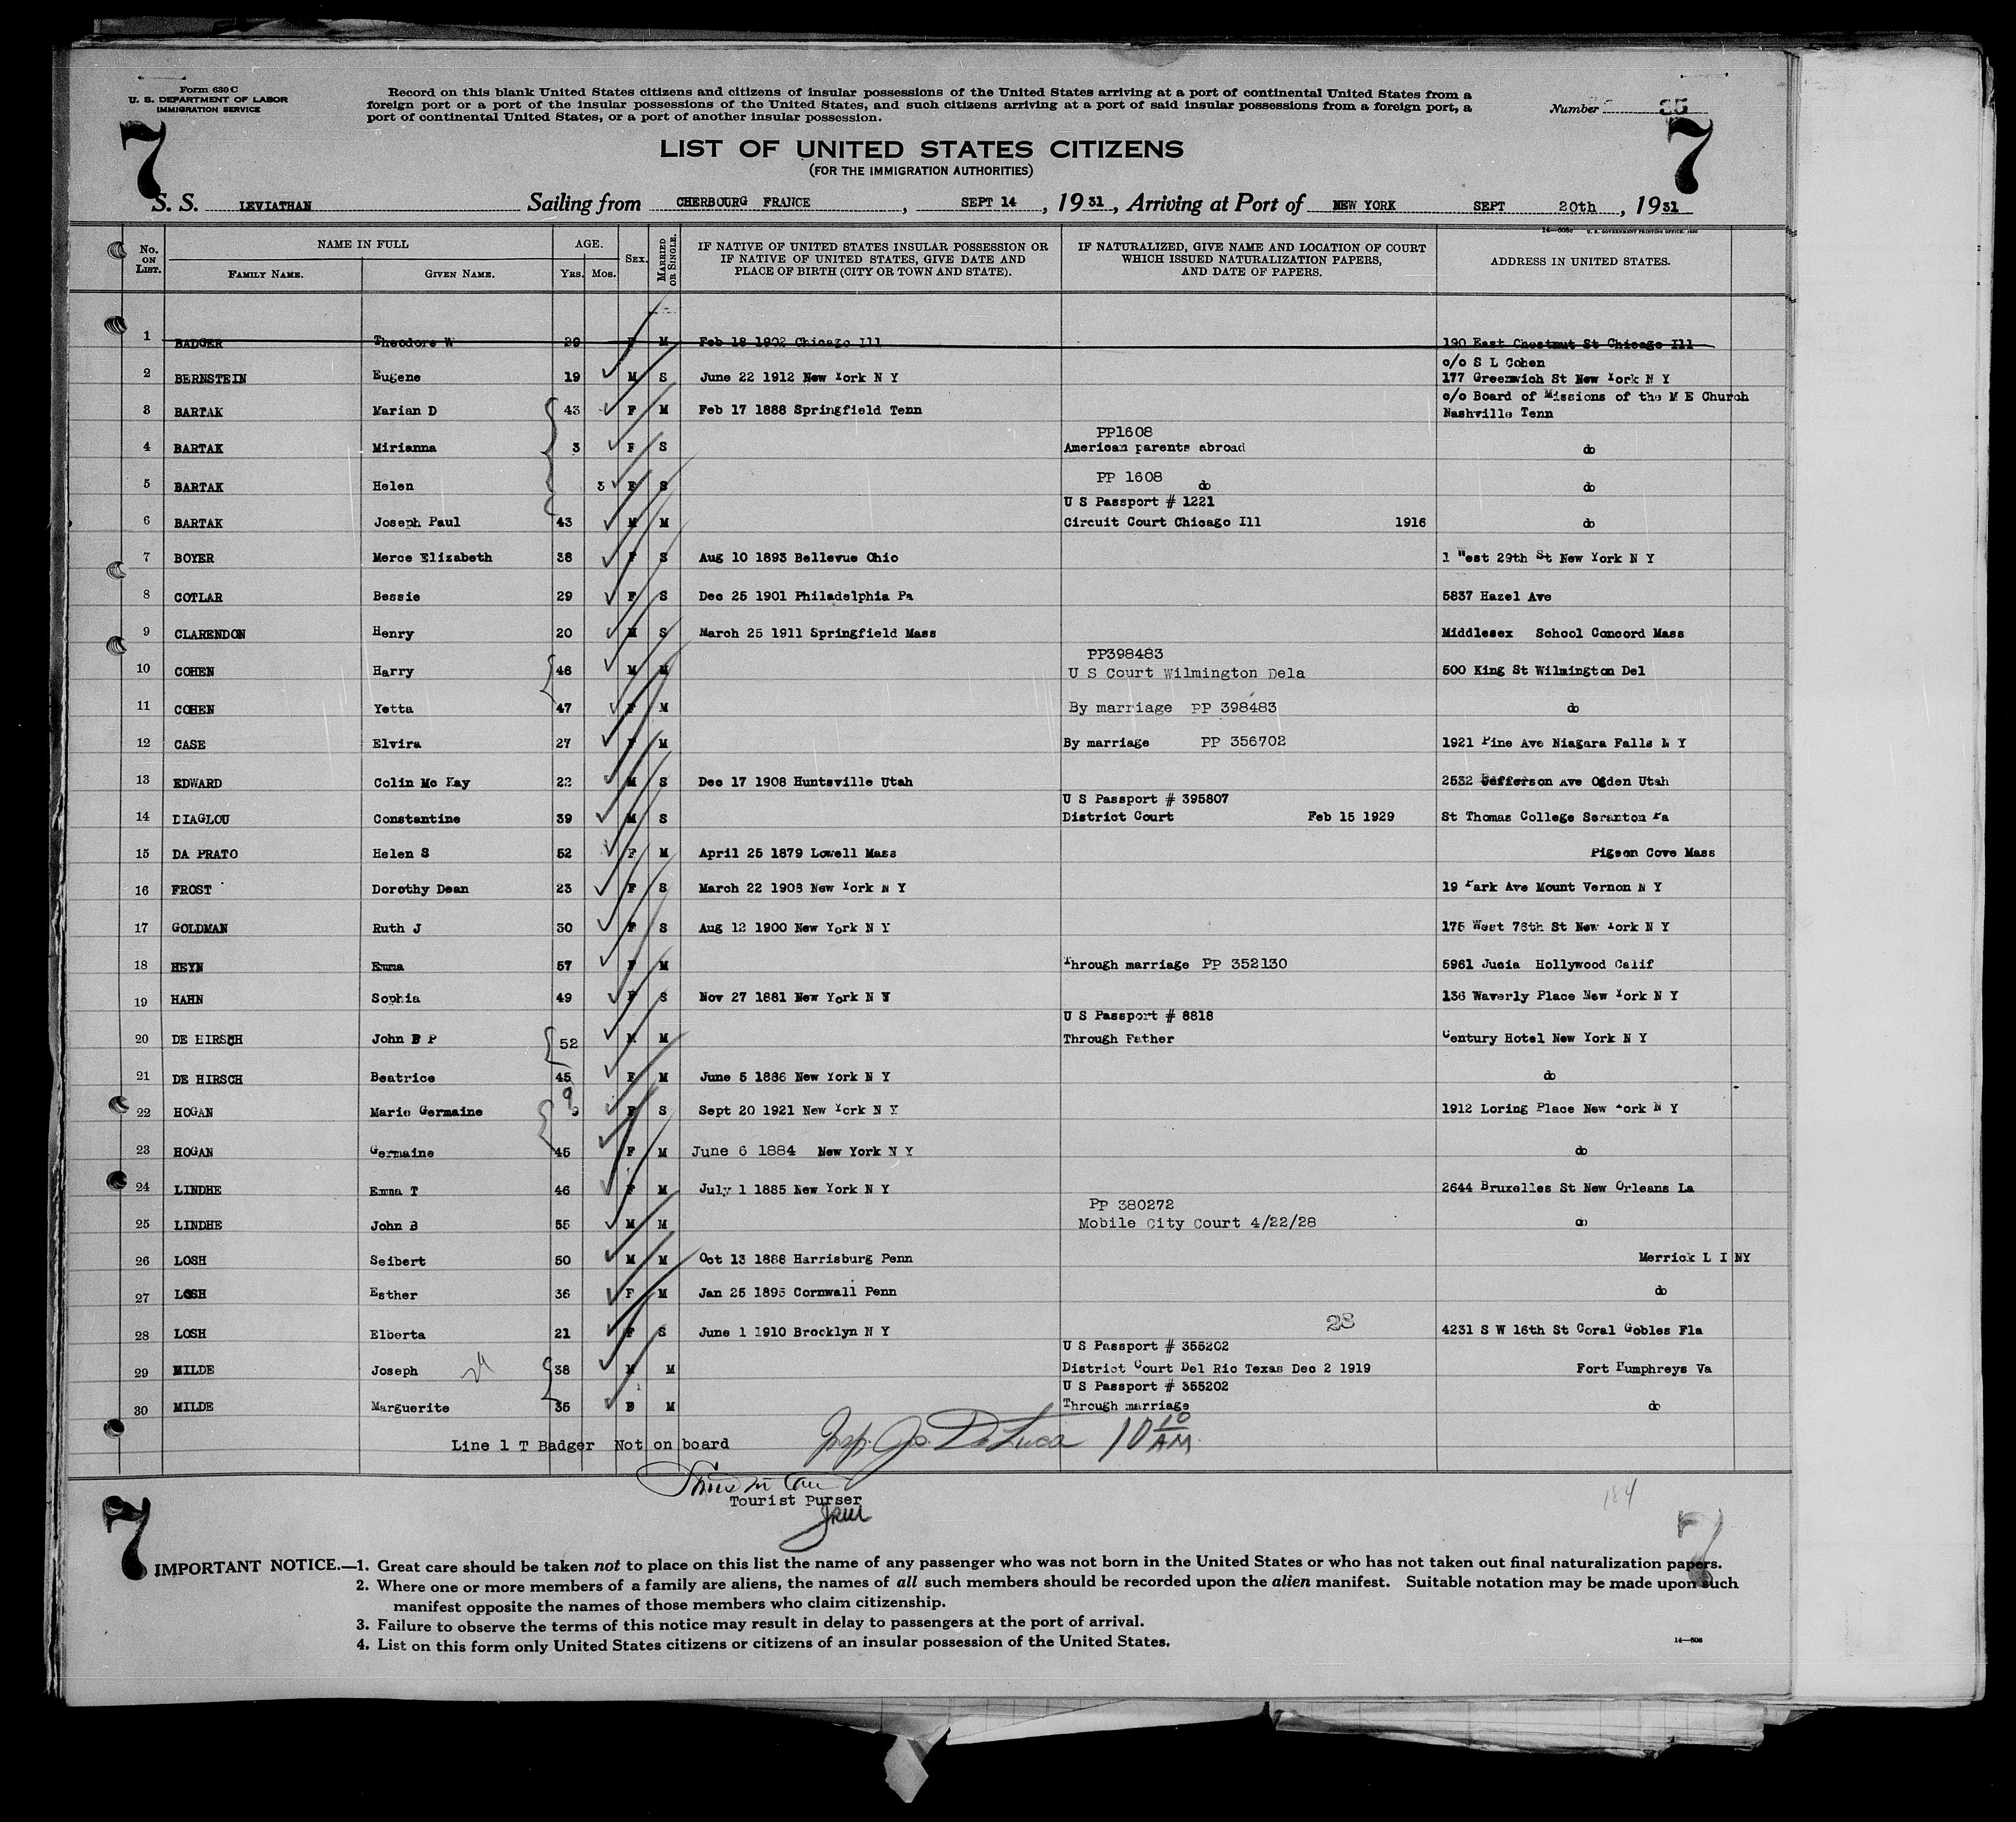 Form 630 C
U. S. DEPARTMENT OF LABOR
IMMIGRATION SERVICE
Record on this blank United States citizens and citizens of insular possessions of the United States arriving at a port of continental United States from a
foreign port or a port of the insular possessions of the United States, and such citizens arriving at a port of said insular possessions from a foreign port, a
port of continental United States, or a port of another insular possession.
Number 35
7 7
LIST OF UNITED STATES CITIZENS
(FOR THE IMMIGRATION AUTHORITIES)
S. S. LEVIATHAN Sailing from CHERBOURG FRANCE, SEPT 14, 1931, Arriving at Port of NEW YORK SEPT 20th, 1931
14—608c U. S. GOVERNMENT PRINTING OFFICE: 1930
No. ON LIST. NAME IN FULL FAMILY NAME. GIVEN NAME. AGE. Yrs. Mos. SEX. MARRIED OR SINGLE. IF NATIVE OF UNITED STATES INSULAR POSSESSION OR IF NATIVE OF UNITED STATES, GIVE DATE AND PLACE OF BIRTH (CITY OR TOWN AND STATE). IF NATURALIZED, GIVE NAME AND LOCATION OF COURT WHICH ISSUED NATURALIZATION PAPERS, AND DATE OF PAPERS. ADDRESS IN UNITED STATES.
1 BADGER Theodore W 29 M Feb 18 1902 Chicago Ill 190 East Chestnut St Chicago Ill
c/o S L Cohen
2 BERNSTEIN Eugene 19 M S June 22 1912 New York N Y 177 Greenwich St New York N Y
c/o Board of Missions of the M E Church
3 BARTAK Marian D 43 F M Feb 17 1888 Springfield Tenn Nashville Tenn
PP1608
4 BARTAK Mirianna 3 F S American parents abroad do
PP 1608
5 BARTAK Helen 3 F S do do
U S Passport # 1221
6 BARTAK Joseph Paul 43 M M Circuit Court Chicago Ill 1916 do
7 BOYER Merce Elizabeth 38 F S Aug 10 1893 Bellevue Ohio 1 West 29th St New York N Y
8 COTLAR Bessie 29 F S Dec 25 1901 Philadelphia Pa 5837 Hazel Ave
9 CLARENDON Henry 20 M S March 25 1911 Springfield Mass Middlesex School Concord Mass
PP398483
10 COHEN Harry 46 M M U S Court Wilmington Dela 500 King St Wilmington Del
11 COHEN Yetta 47 F M By marriage PP 398483 do
12 CASE Elvira 27 F M By marriage PP 356702 1921 Pine Ave Niagara Falls N Y
13 EDWARD Colin Mc Kay 22 M S Dec 17 1908 Huntsville Utah 2532 Jefferson Ave Ogden Utah
U S Passport # 395807
14 DIAGLOU Constantine 39 M S District Court Feb 15 1929 St Thomas College Scranton Pa
15 DA PRATO Helen S 52 F M April 25 1879 Lowell Mass Pigeon Cove Mass
16 FROST Dorothy Dean 23 F S March 22 1908 New York N Y 19 Park Ave Mount Vernon N Y
17 GOLDMAN Ruth J 30 F S Aug 12 1900 New York N Y 175 West 76th St New York N Y
18 HEYN Emma 57 F M Through marriage PP 352130 5961 Jucia Hollywood Calif
19 HAHN Sophia 49 F S Nov 27 1881 New York N Y 136 Waverly Place New York N Y
U S Passport # 8818
20 DE HIRSCH John B P 52 M M Through Father Century Hotel New York N Y
21 DE HIRSCH Beatrice 45 F M June 5 1886 New York N Y do
22 HOGAN Marie Germaine 9 F S Sept 20 1921 New York N Y 1912 Loring Place New York N Y
23 HOGAN Germaine 45 F M June 6 1884 New York N Y do
24 LINDHE Emma T 46 F M July 1 1885 New York N Y 2644 Bruxelles St New Orleans La
PP 380272
25 LINDHE John B 55 M M Mobile City Court 4/22/28 do
26 LOSH Seibert 50 M M Oct 13 1888 Harrisburg Penn Merrick L I NY
27 LOSH Esther 36 F M Jan 25 1895 Cornwall Penn do
28 LOSH Elberta 21 F S June 1 1910 Brooklyn N Y 28 4231 S W 16th St Coral Gobles Fla
U S Passport # 355202
29 MILDE Joseph 38 M M District Court Del Rio Texas Dec 2 1919 Fort Humphreys Va
U S Passport # 355202
30 MILDE Marguerite 35 F M Through marriage do
Line 1 T Badger Not on board Insp. Jos. De Luca 10 10 AM
Tourist Purser
JRM
184
7 7
IMPORTANT NOTICE.—1. Great care should be taken not to place on this list the name of any passenger who was not born in the United States or who has not taken out final naturalization papers.
2. Where one or more members of a family are aliens, the names of all such members should be recorded upon the alien manifest. Suitable notation may be made upon such
manifest opposite the names of those members who claim citizenship.
3. Failure to observe the terms of this notice may result in delay to passengers at the port of arrival.
4. List on this form only United States citizens or citizens of an insular possession of the United States.
14—608